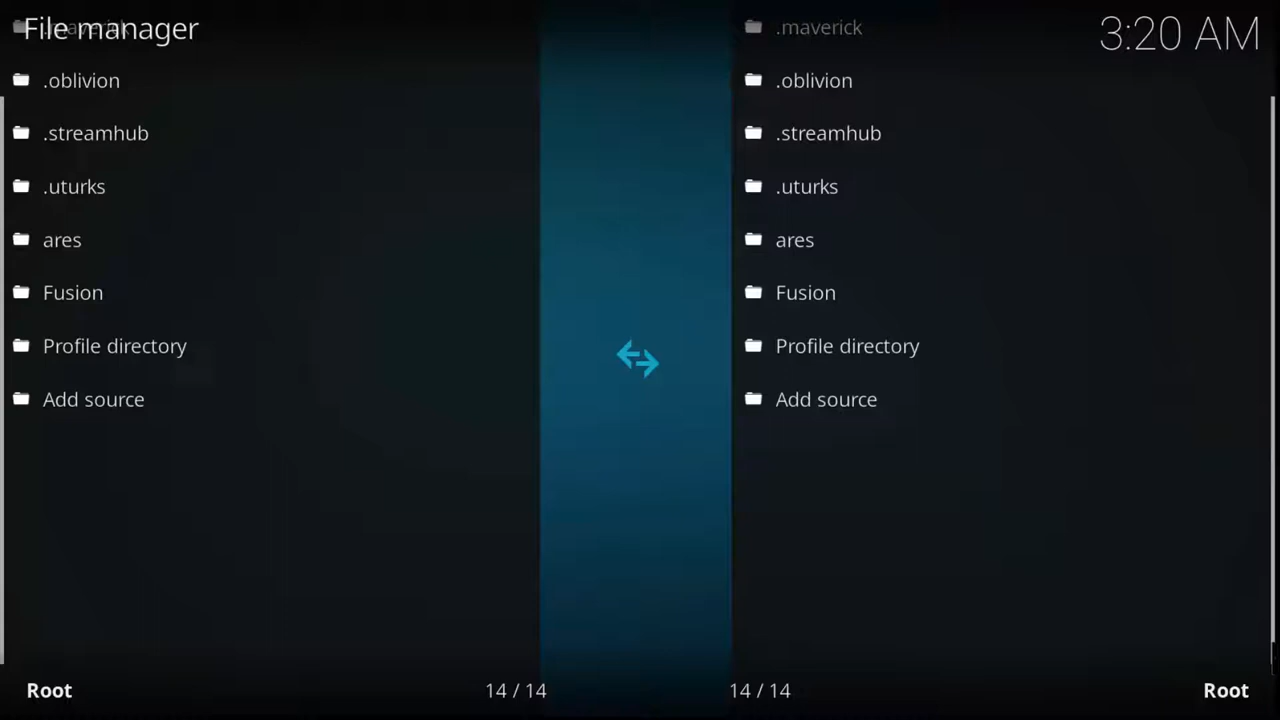 File manager
.maverick
.oblivion
.streamhub
.uturks
ares
Fusion
Profile directory
Add source
Root
14 / 14
3:20 AM
.maverick
.oblivion
.streamhub
.uturks
ares
Fusion
Profile directory
Add source
14 / 14
Root